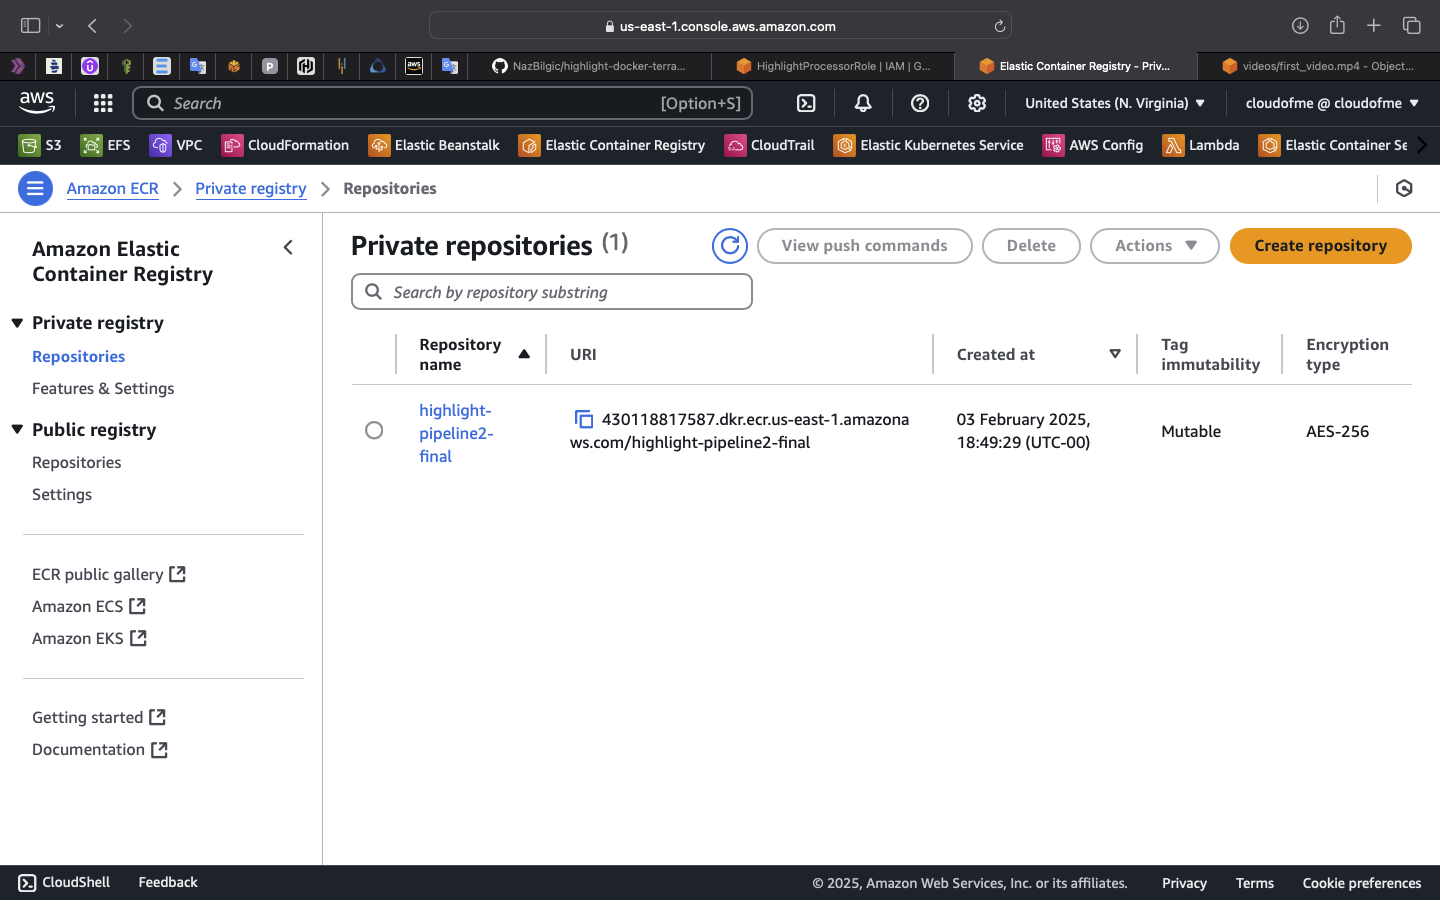 us-east-1.console.aws.amazon.com
NazBilgic/highlight-docker-terra...
HighlightProcessorRole | IAM | G...
Elastic Container Registry - Priv...
videos/first_video.mp4 - Object...
aws
Search
[Option+S]
United States (N. Virginia)
cloudofme @ cloudofme
S3
EFS
VPC
CloudFormation
Elastic Beanstalk
Elastic Container Registry
CloudTrail
Elastic Kubernetes Service
AWS Config
Lambda
Elastic Container Se
Amazon ECR
Private registry
Repositories
Amazon Elastic
Container Registry
Private registry
Repositories
Features & Settings
Public registry
Repositories
Settings
ECR public gallery
Amazon ECS
Amazon EKS
Getting started
Documentation
Private repositories (1)
View push commands
Delete
Actions
Create repository
Search by repository substring
Repository
name
URI
Created at
Tag
immutability
Encryption
type
highlight-
pipeline2-
final
430118817587.dkr.ecr.us-east-1.amazona
ws.com/highlight-pipeline2-final
03 February 2025,
18:49:29 (UTC-00)
Mutable
AES-256
CloudShell
Feedback
© 2025, Amazon Web Services, Inc. or its affiliates.
Privacy
Terms
Cookie preferences